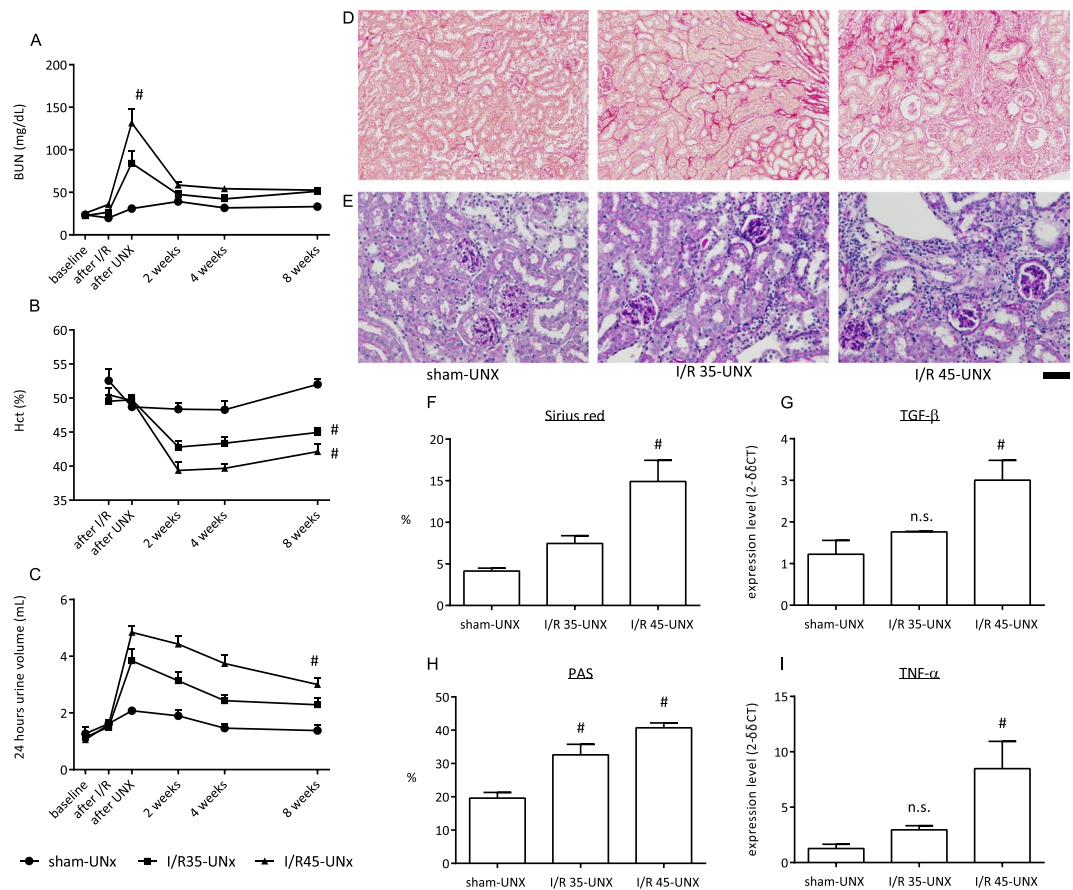 A
BUN (mg/dL)
200
150
100
50
0
#
baseline
after I/R
after UNX
2 weeks
4 weeks
8 weeks
B
Hct (%)
60
55
50
45
40
35
#
#
after I/R
after UNX
2 weeks
4 weeks
8 weeks
C
24 hours urine volume (mL)
6
4
2
0
#
baseline
after I/R
after UNX
2 weeks
4 weeks
8 weeks
sham-UNx I/R35-UNx I/R45-UNx
D
E
sham-UNX I/R 35-UNX I/R 45-UNX
F
Sirius red
%
20
15
10
5
0
#
sham-UNX I/R 35-UNX I/R 45-UNX
G
TGF-β
expression level (2-δδCT)
4
3
2
1
0
n.s.
#
sham-UNX I/R 35-UNX I/R 45-UNX
H
PAS
%
50
40
30
20
10
0
#
#
sham-UNX I/R 35-UNX I/R 45-UNX
I
TNF-α
expression level (2-δδCT)
15
10
5
0
n.s.
#
sham-UNX I/R 35-UNX I/R 45-UNX